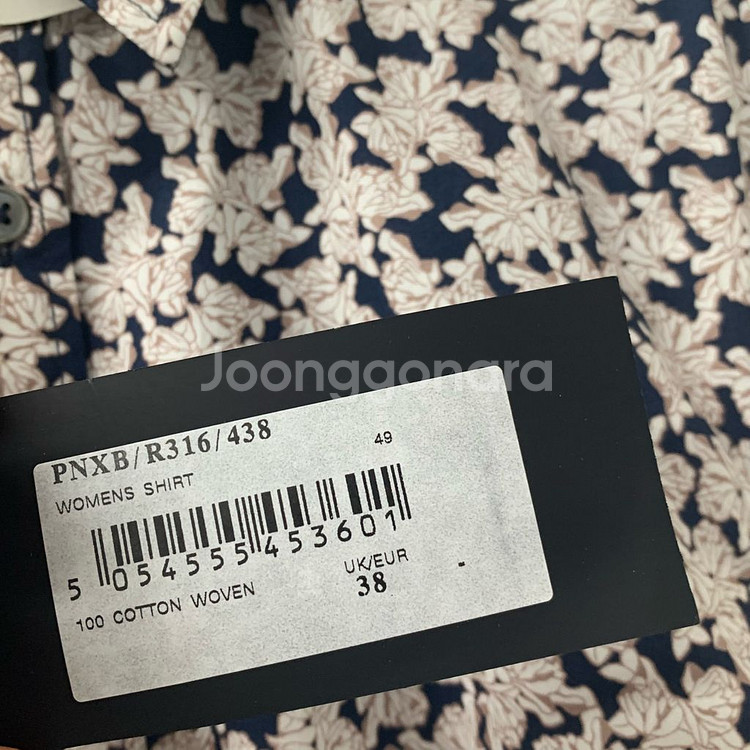 Joonggonara
PNXB/R316/438
49
WOMENS SHIRT
5 054555 453601
UK/EUR
100 COTTON WOVEN
38 -